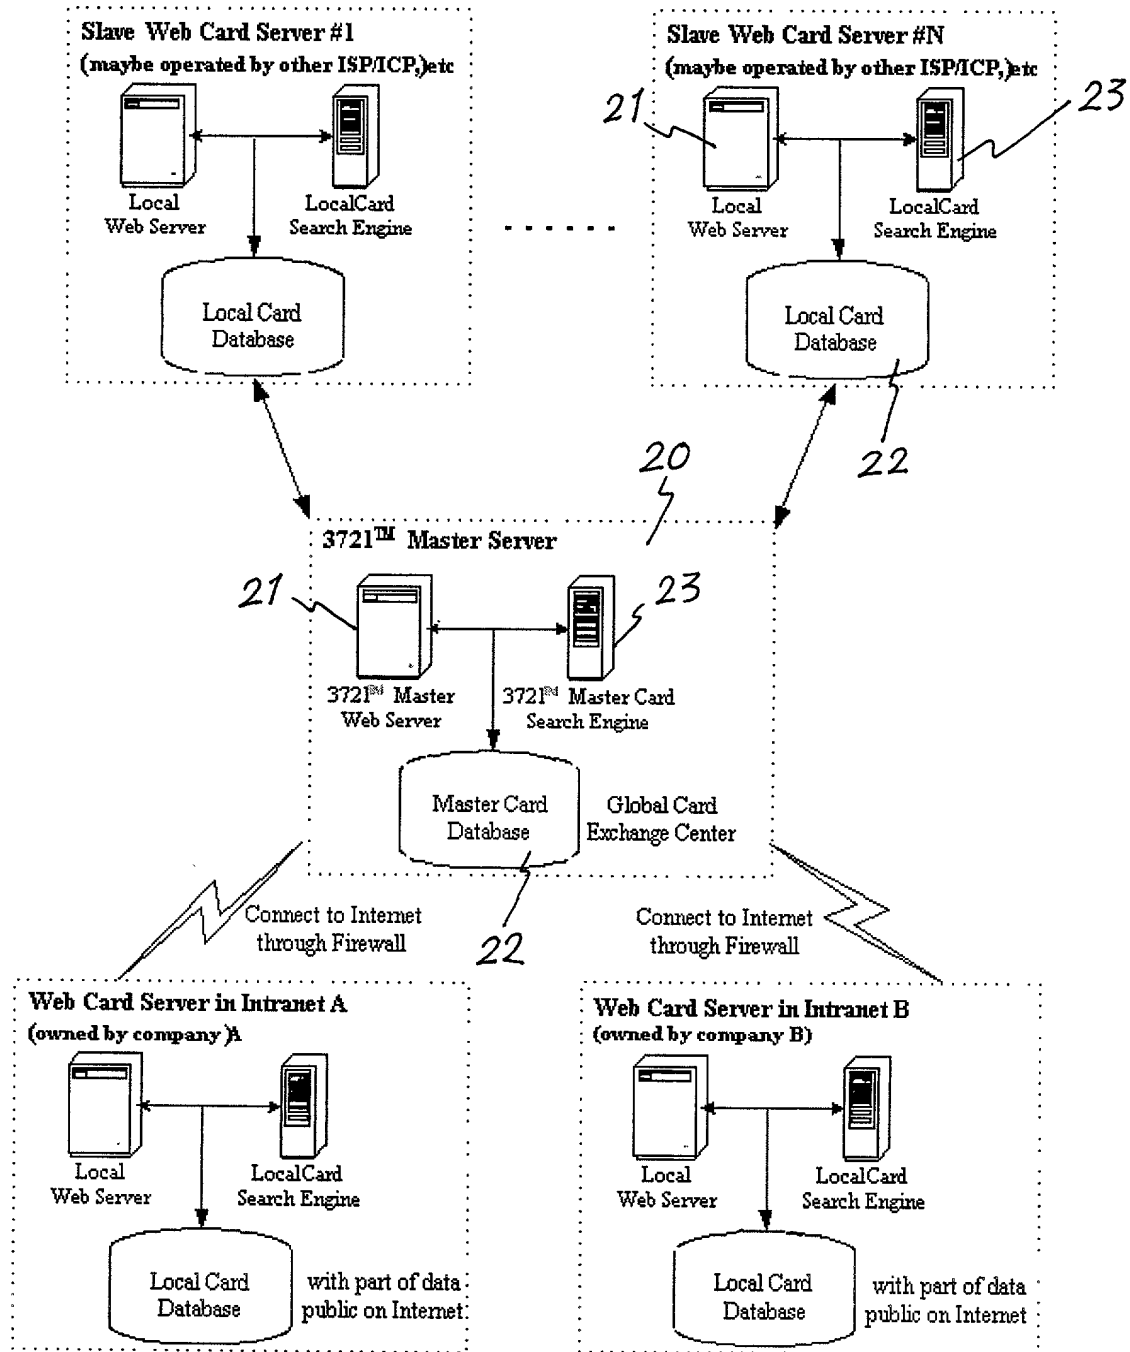 Slave Web Card Server #1
(maybe operated by other ISP/ICP,)etc
Local
Web Server
LocalCard
Search Engine
Local Card
Database
.......
Slave Web Card Server #N
(maybe operated by other ISP/ICP,)etc
21
23
Local
Web Server
LocalCard
Search Engine
Local Card
Database
22
20
3721™ Master Server
21
23
3721™ Master
Web Server
3721™ Master Card
Search Engine
Master Card
Database
Global Card
Exchange Center
22
Connect to Internet
through Firewall
Connect to Internet
through Firewall
Web Card Server in Intranet A
(owned by company )A
Local
Web Server
LocalCard
Search Engine
Local Card
Database
with part of data
public on Internet
Web Card Server in Intranet B
(owned by company B)
Local
Web Server
LocalCard
Search Engine
Local Card
Database
with part of data
public on Internet